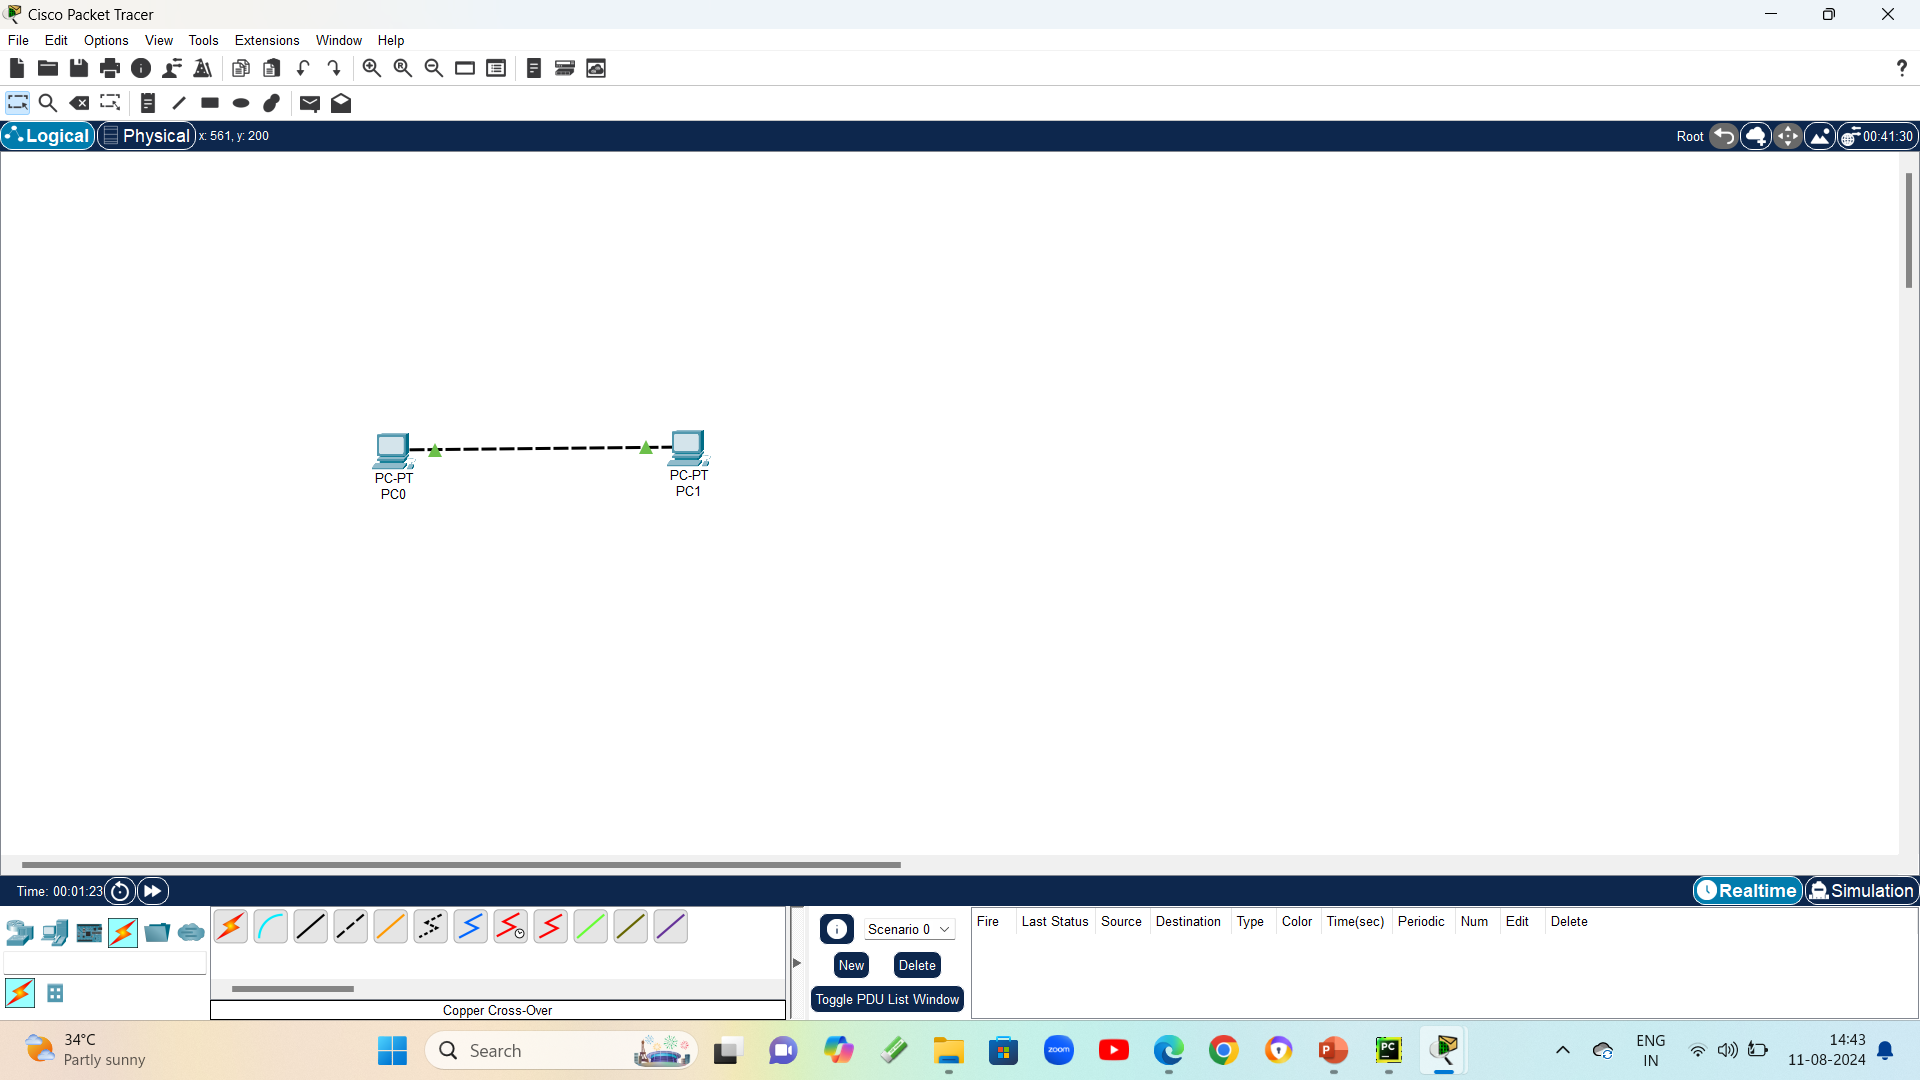 Cisco Packet Tracer
File Edit Options View Tools Extensions Window Help
Logical Physical x: 561, y: 200 Root 00:41:30
PC-PT
PC0
PC-PT
PC1
Time: 00:01:23 Realtime Simulation
Scenario 0
New Delete
Toggle PDU List Window
Fire Last Status Source Destination Type Color Time(sec) Periodic Num Edit Delete
Copper Cross-Over
34°C
Partly sunny
Search
zoom
P
PC
ENG
IN
14:43
11-08-2024